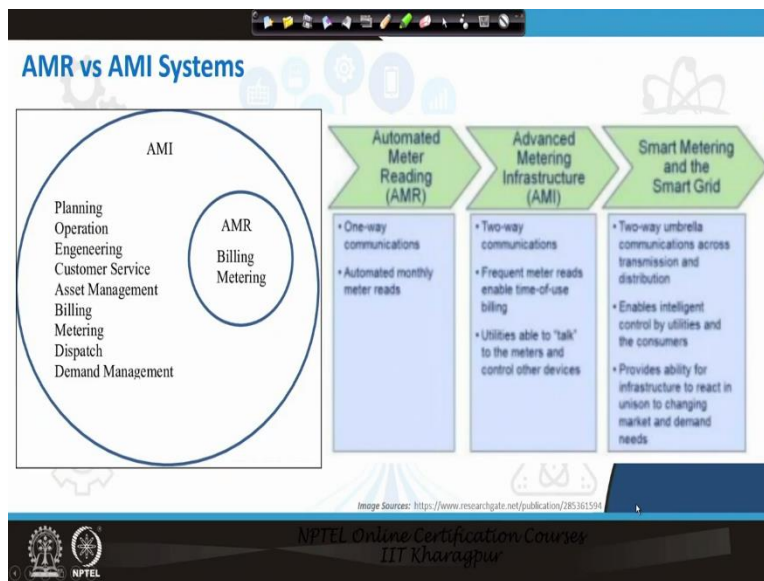 AMR vs AMI Systems
AMI
Planning
Operation
Engeneering
Customer Service
Asset Management
Billing
Metering
Dispatch
Demand Management
AMR
Billing
Metering
Automated
Meter
Reading
(AMR)
• One-way
communications
• Automated monthly
meter reads
Advanced
Metering
Infrastructure
(AMI)
• Two-way
communications
• Frequent meter reads
enable time-of-use
billing
• Utilities able to "talk"
to the meters and
control other devices
Smart Metering
and the
Smart Grid
• Two-way umbrella
communications across
transmission and
distribution
• Enables intelligent
control by utilities and
the consumers
• Provides ability for
infrastructure to react in
unison to changing
market and demand
needs
Image Sources: https://www.researchgate.net/publication/285361594
NPTEL Online Certification Courses
IIT Kharagpur
NPTEL